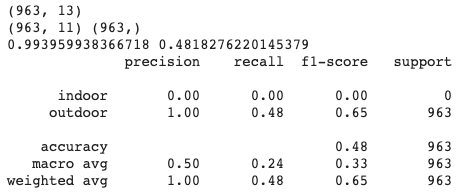 (963, 13)
(963, 11) (963,)
0.993959938366718 0.4818276220145379
precision recall f1-score support
indoor 0.00 0.00 0.00 0
outdoor 1.00 0.48 0.65 963
accuracy 0.48 963
macro avg 0.50 0.24 0.33 963
weighted avg 1.00 0.48 0.65 963